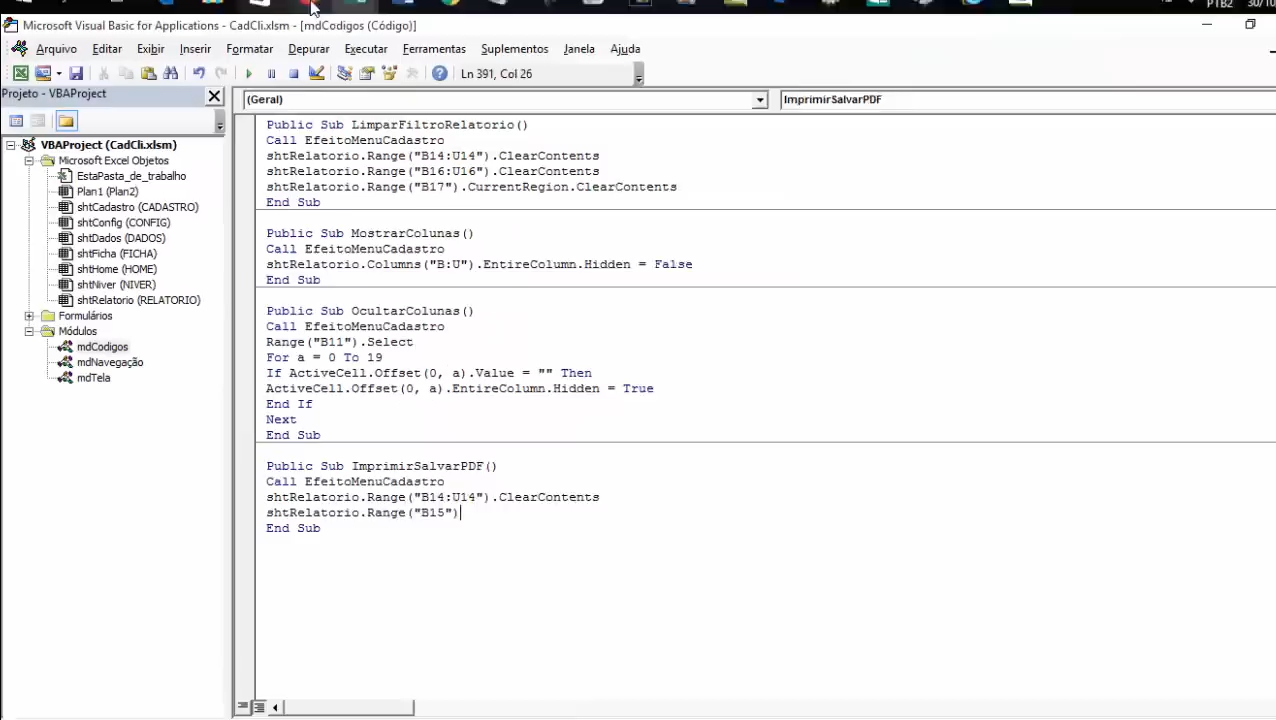 PTB2 30/10
Microsoft Visual Basic for Applications - CadCli.xlsm - [mdCodigos (Código)]
Arquivo Editar Exibir Inserir Formatar Depurar Executar Ferramentas Suplementos Janela Ajuda
Ln 391, Col 26
Projeto - VBAProject
(Geral)
ImprimirSalvarPDF
VBAProject (CadCli.xlsm)
Microsoft Excel Objetos
EstaPasta_de_trabalho
Plan1 (Plan2)
shtCadastro (CADASTRO)
shtConfig (CONFIG)
shtDados (DADOS)
shtFicha (FICHA)
shtHome (HOME)
shtNiver (NIVER)
shtRelatorio (RELATORIO)
Formulários
Módulos
mdCodigos
mdNavegação
mdTela
Public Sub LimparFiltroRelatorio()
Call EfeitoMenuCadastro
shtRelatorio.Range("B14:U14").ClearContents
shtRelatorio.Range("B16:U16").ClearContents
shtRelatorio.Range("B17").CurrentRegion.ClearContents
End Sub
Public Sub MostrarColunas()
Call EfeitoMenuCadastro
shtRelatorio.Columns("B:U").EntireColumn.Hidden = False
End Sub
Public Sub OcultarColunas()
Call EfeitoMenuCadastro
Range("B11").Select
For a = 0 To 19
If ActiveCell.Offset(0, a).Value = "" Then
ActiveCell.Offset(0, a).EntireColumn.Hidden = True
End If
Next
End Sub
Public Sub ImprimirSalvarPDF()
Call EfeitoMenuCadastro
shtRelatorio.Range("B14:U14").ClearContents
shtRelatorio.Range("B15")
End Sub